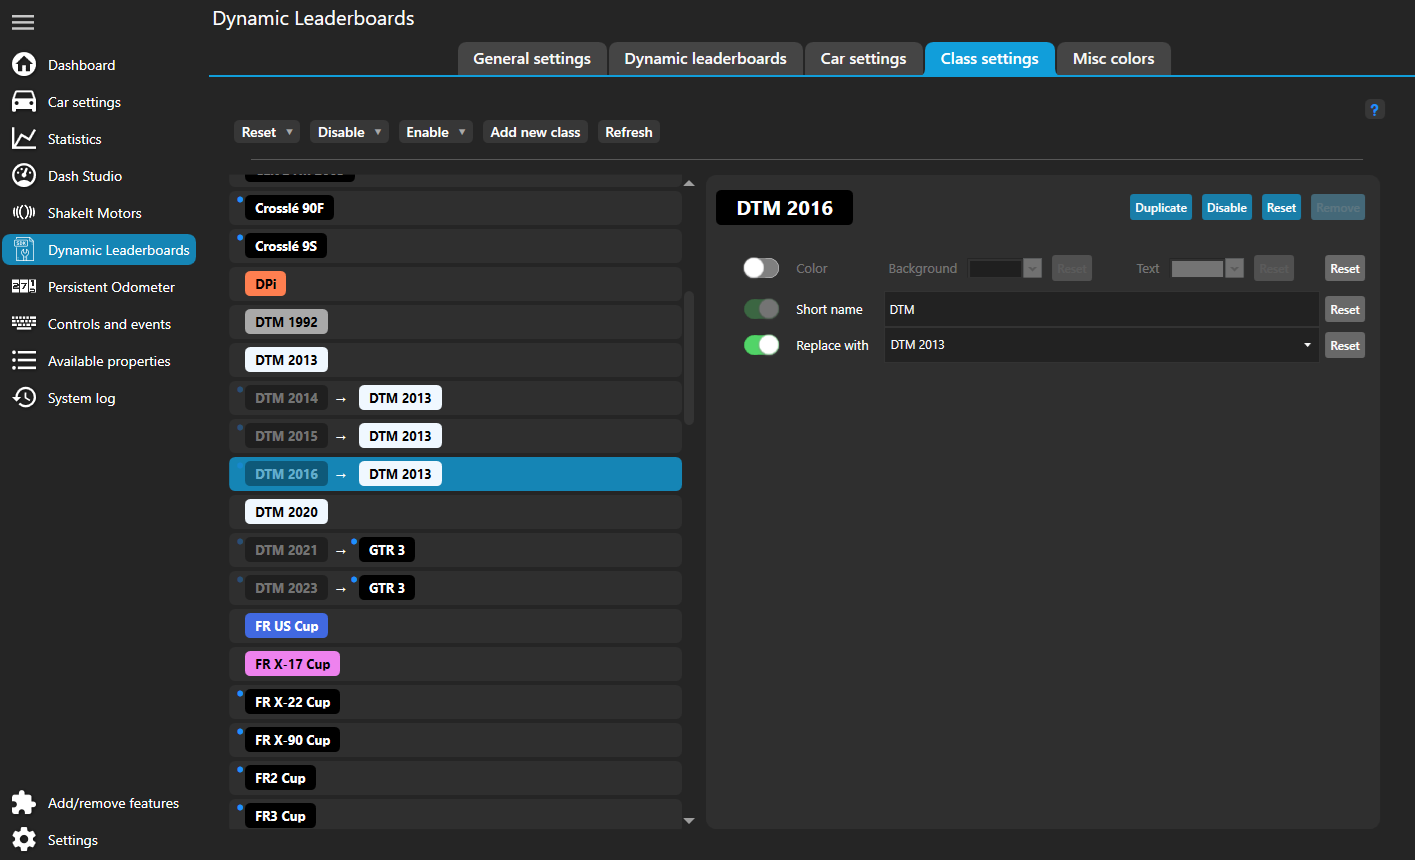 Dynamic Leaderboards
Dashboard
Car settings
Statistics
Dash Studio
ShakeIt Motors
Dynamic Leaderboards
Persistent Odometer
Controls and events
Available properties
System log
Add/remove features
Settings
General settings
Dynamic leaderboards
Car settings
Class settings
Misc colors
?
Reset
Disable
Enable
Add new class
Refresh
Crosslé 90F
Crosslé 9S
DPi
DTM 1992
DTM 2013
DTM 2014 → DTM 2013
DTM 2015 → DTM 2013
DTM 2016 → DTM 2013
DTM 2020
DTM 2021 → GTR 3
DTM 2023 → GTR 3
FR US Cup
FR X-17 Cup
FR X-22 Cup
FR X-90 Cup
FR2 Cup
FR3 Cup
DTM 2016
Duplicate
Disable
Reset
Remove
Color Background Reset Text Reset Reset
Short name DTM Reset
Replace with DTM 2013 Reset